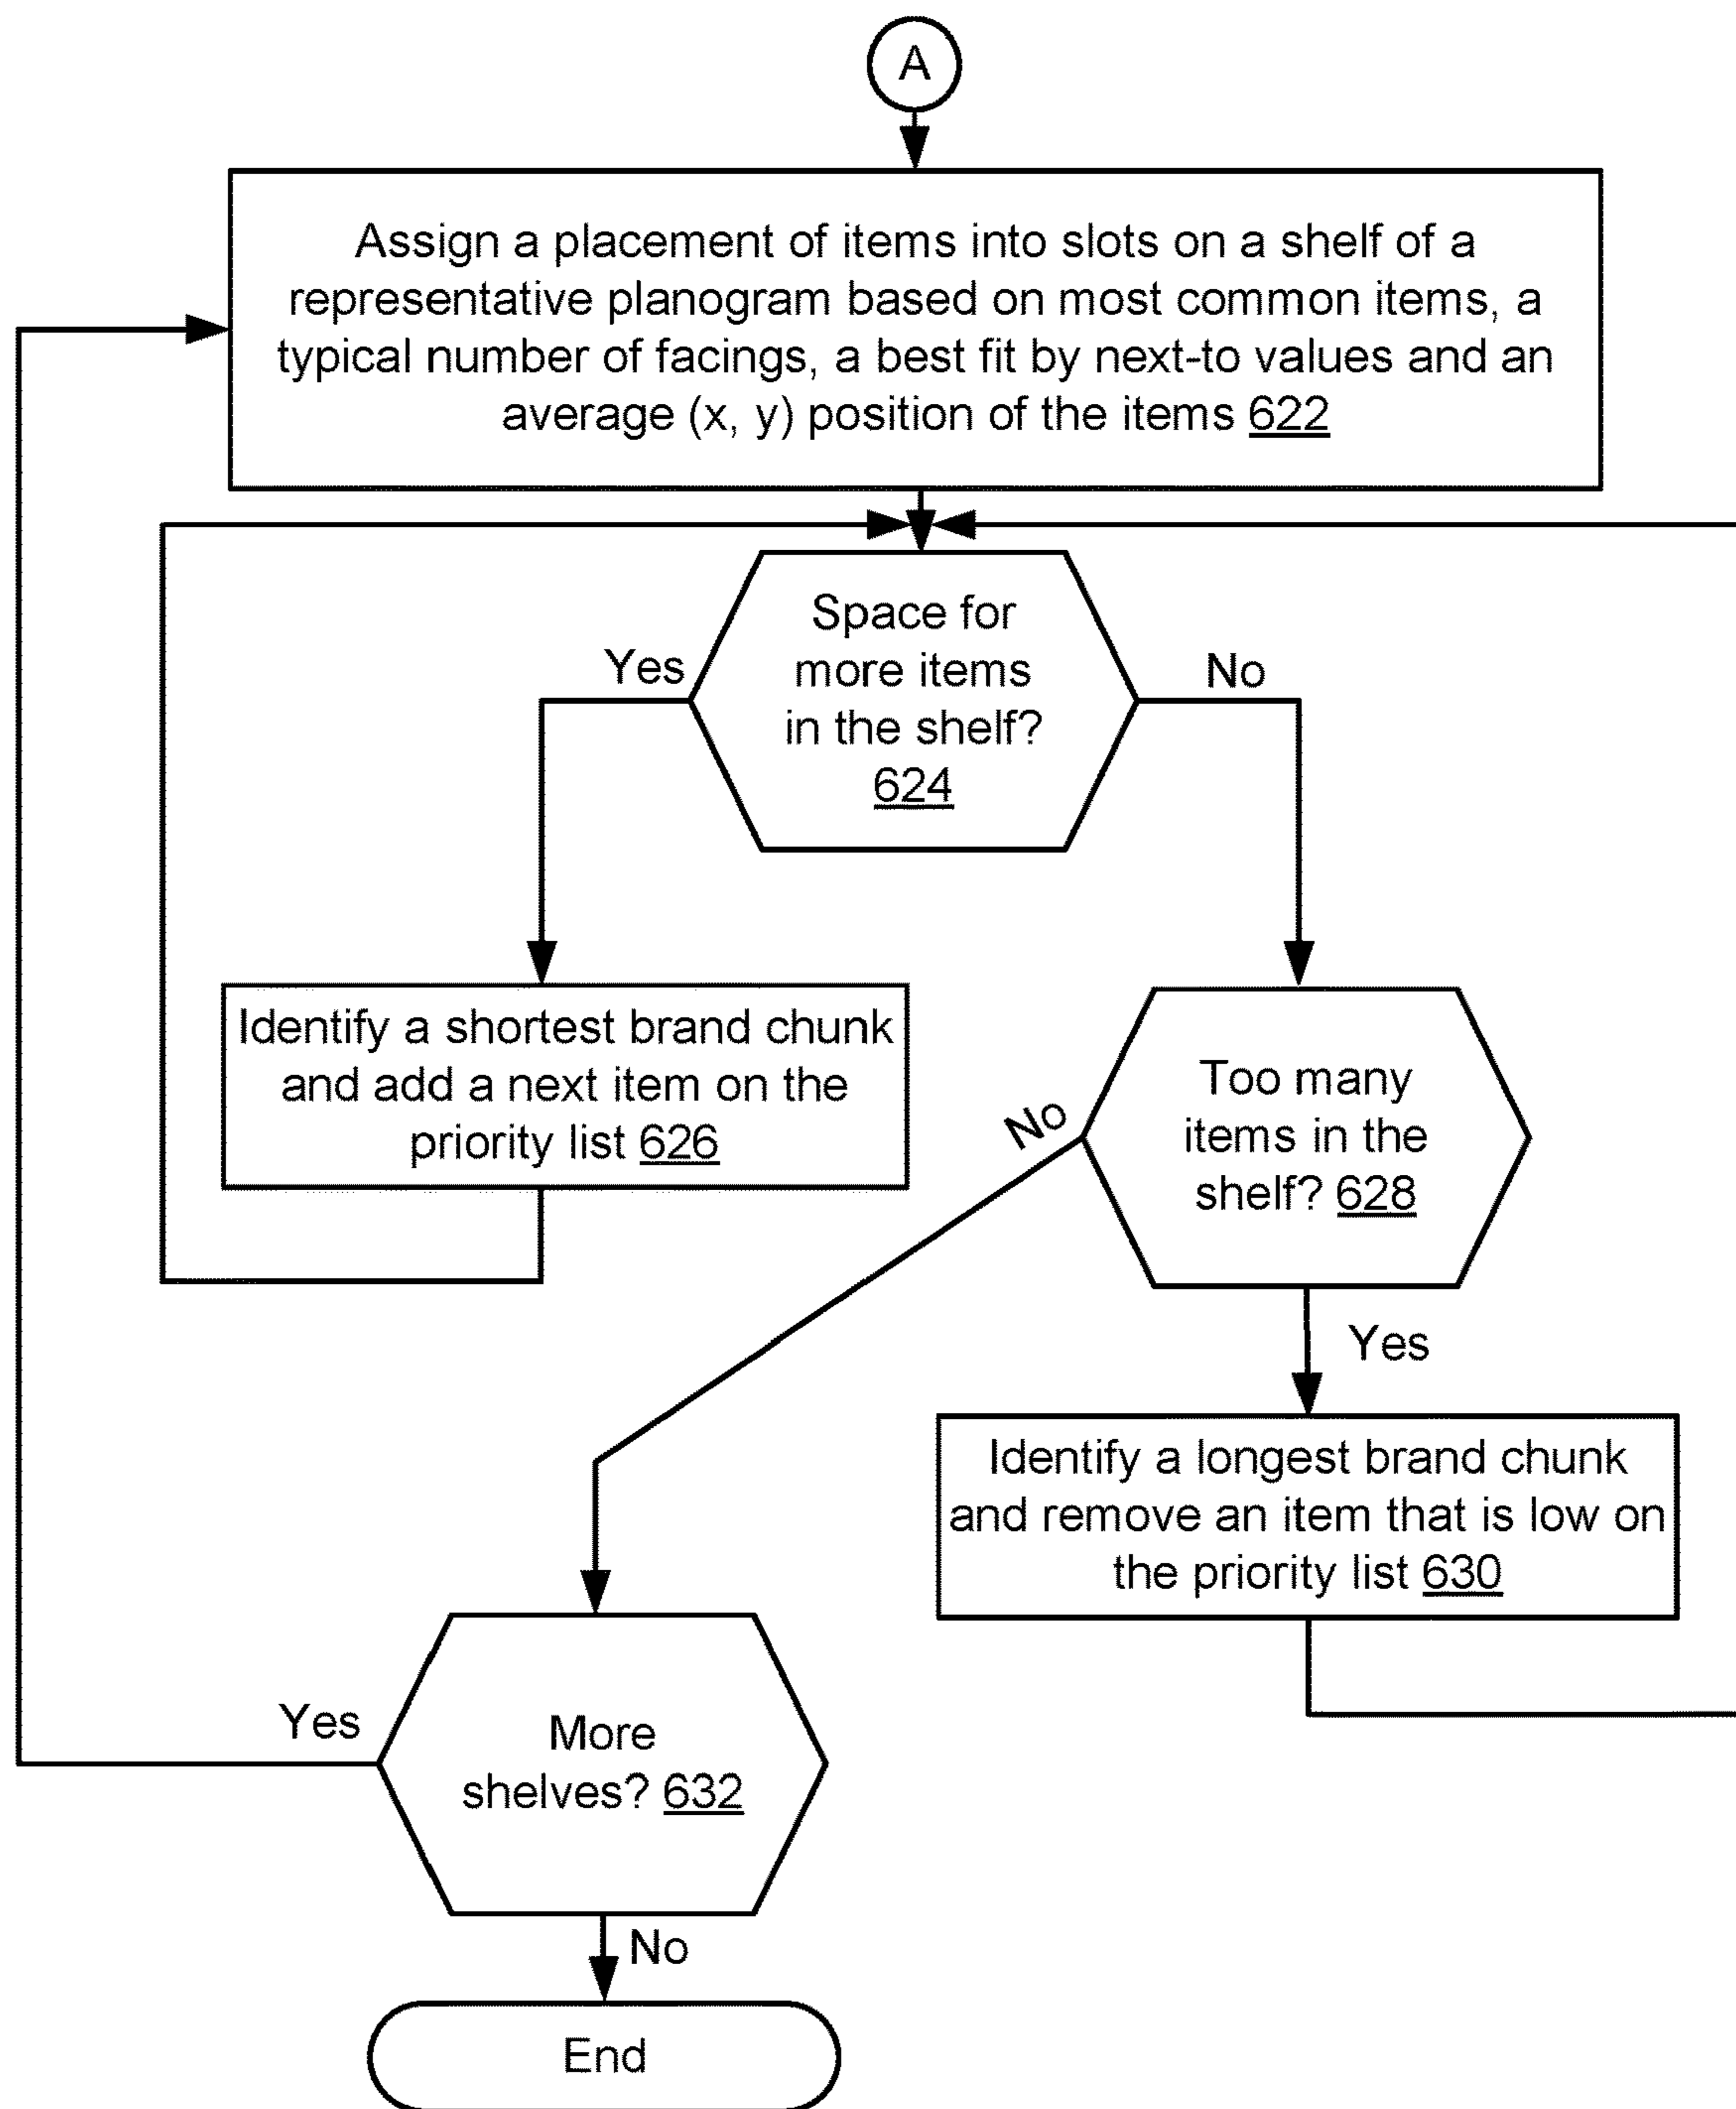 A
Assign a placement of items into slots on a shelf of a
representative planogram based on most common items, a
typical number of facings, a best fit by next-to values and an
average (x, y) position of the items 622
Space for
more items
in the shelf?
624
Yes
No
Identify a shortest brand chunk
and add a next item on the
priority list 626
Too many
items in the
shelf? 628
No
Yes
Identify a longest brand chunk
and remove an item that is low on
the priority list 630
More
shelves? 632
Yes
No
End